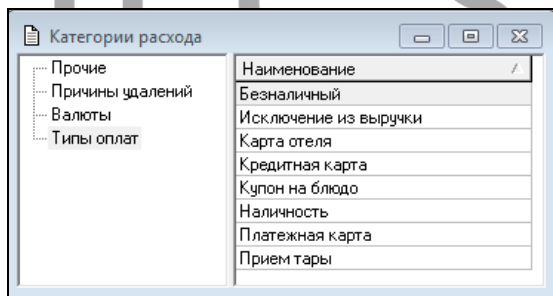 Категории расхода
Прочие
Причины удалений
Валюты
Типы оплат
Наименование
Безналичный
Исключение из выручки
Карта отеля
Кредитная карта
Купон на блюдо
Наличность
Платежная карта
Прием тары